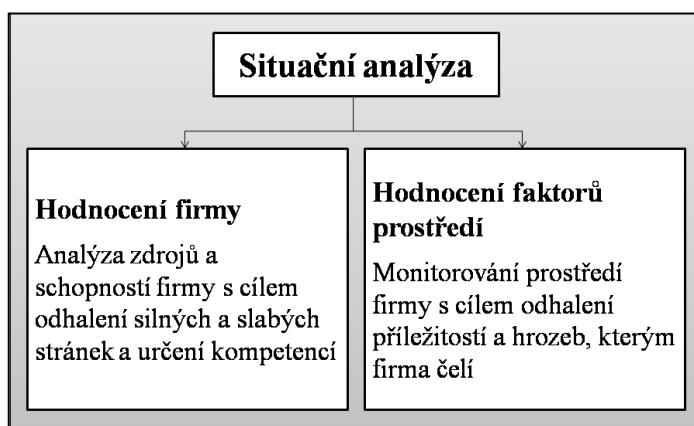 Situační analýza
Hodnocení firmy
Analýza zdrojů a
schopností firmy s cílem
odhalení silných a slabých
stránek a určení kompetencí
Hodnocení faktorů
prostředí
Monitorování prostředí
firmy s cílem odhalení
příležitostí a hrozeb, kterým
firma čelí